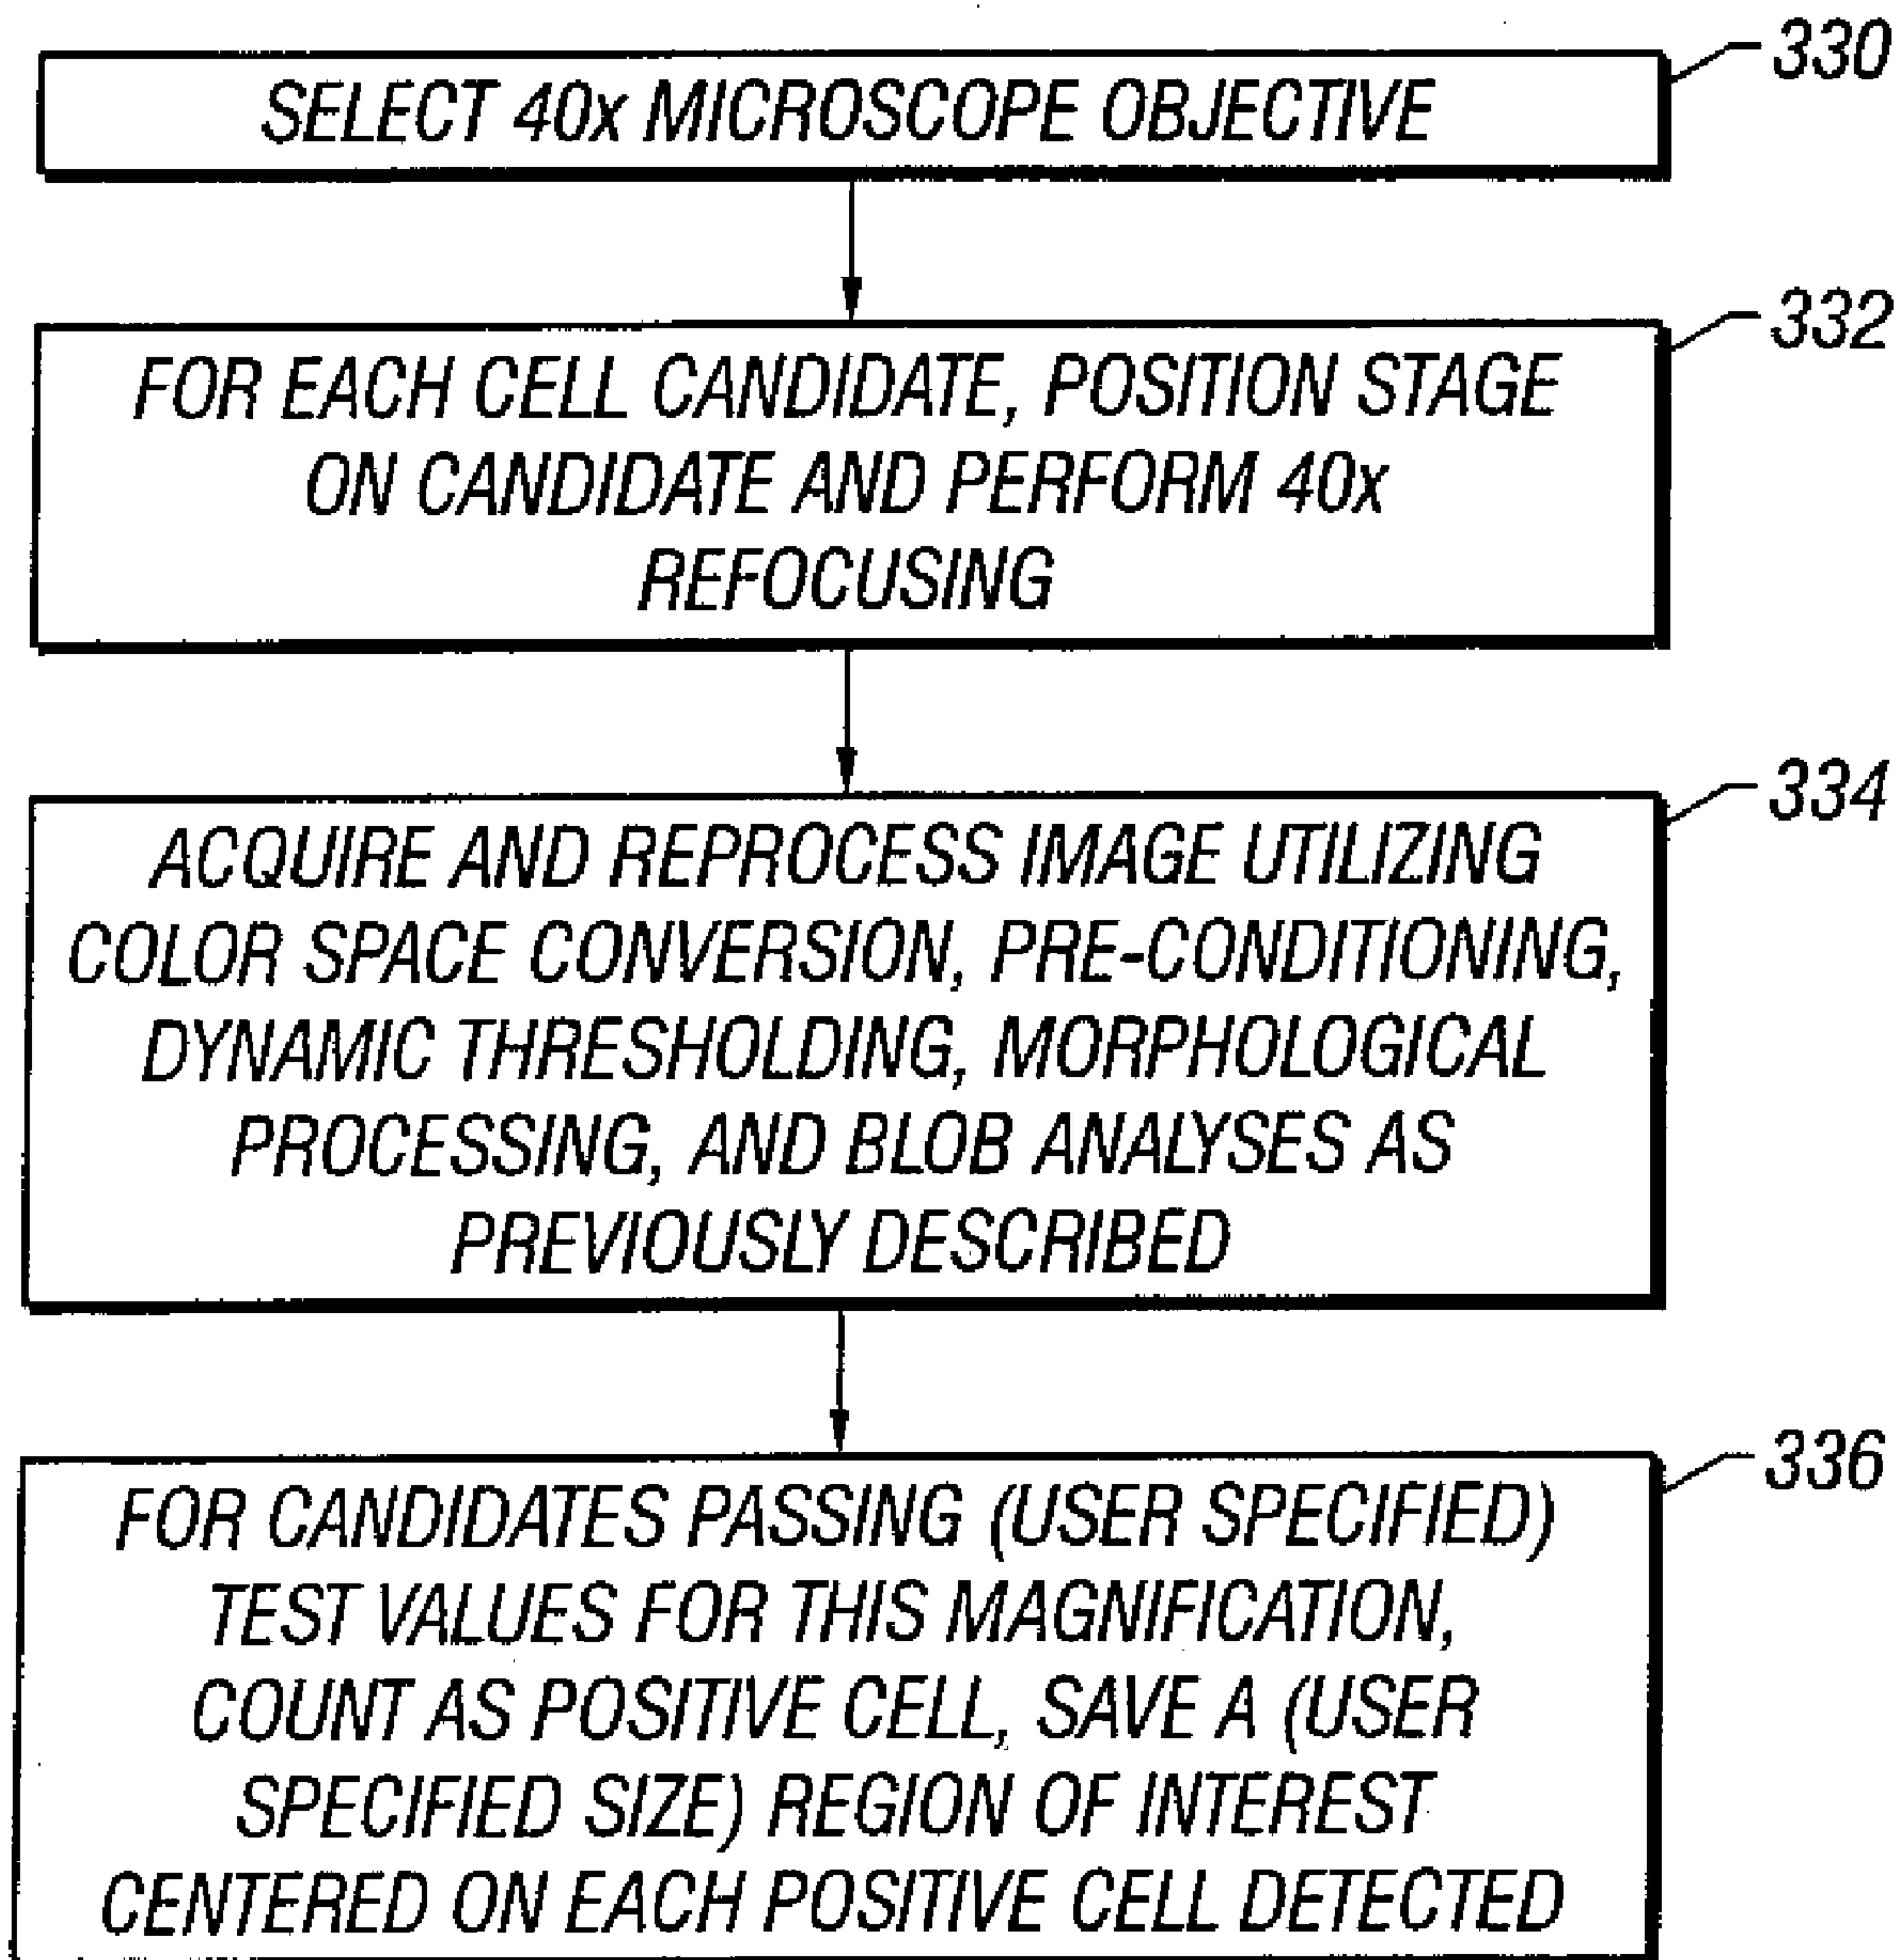 330
SELECT 40x MICROSCOPE OBJECTIVE
332
FOR EACH CELL CANDIDATE, POSITION STAGE
ON CANDIDATE AND PERFORM 40x
REFOCUSING
334
ACQUIRE AND REPROCESS IMAGE UTILIZING
COLOR SPACE CONVERSION, PRE-CONDITIONING,
DYNAMIC THRESHOLDING, MORPHOLOGICAL
PROCESSING, AND BLOB ANALYSES AS
PREVIOUSLY DESCRIBED
336
FOR CANDIDATES PASSING (USER SPECIFIED)
TEST VALUES FOR THIS MAGNIFICATION,
COUNT AS POSITIVE CELL, SAVE A (USER
SPECIFIED SIZE) REGION OF INTEREST
CENTERED ON EACH POSITIVE CELL DETECTED